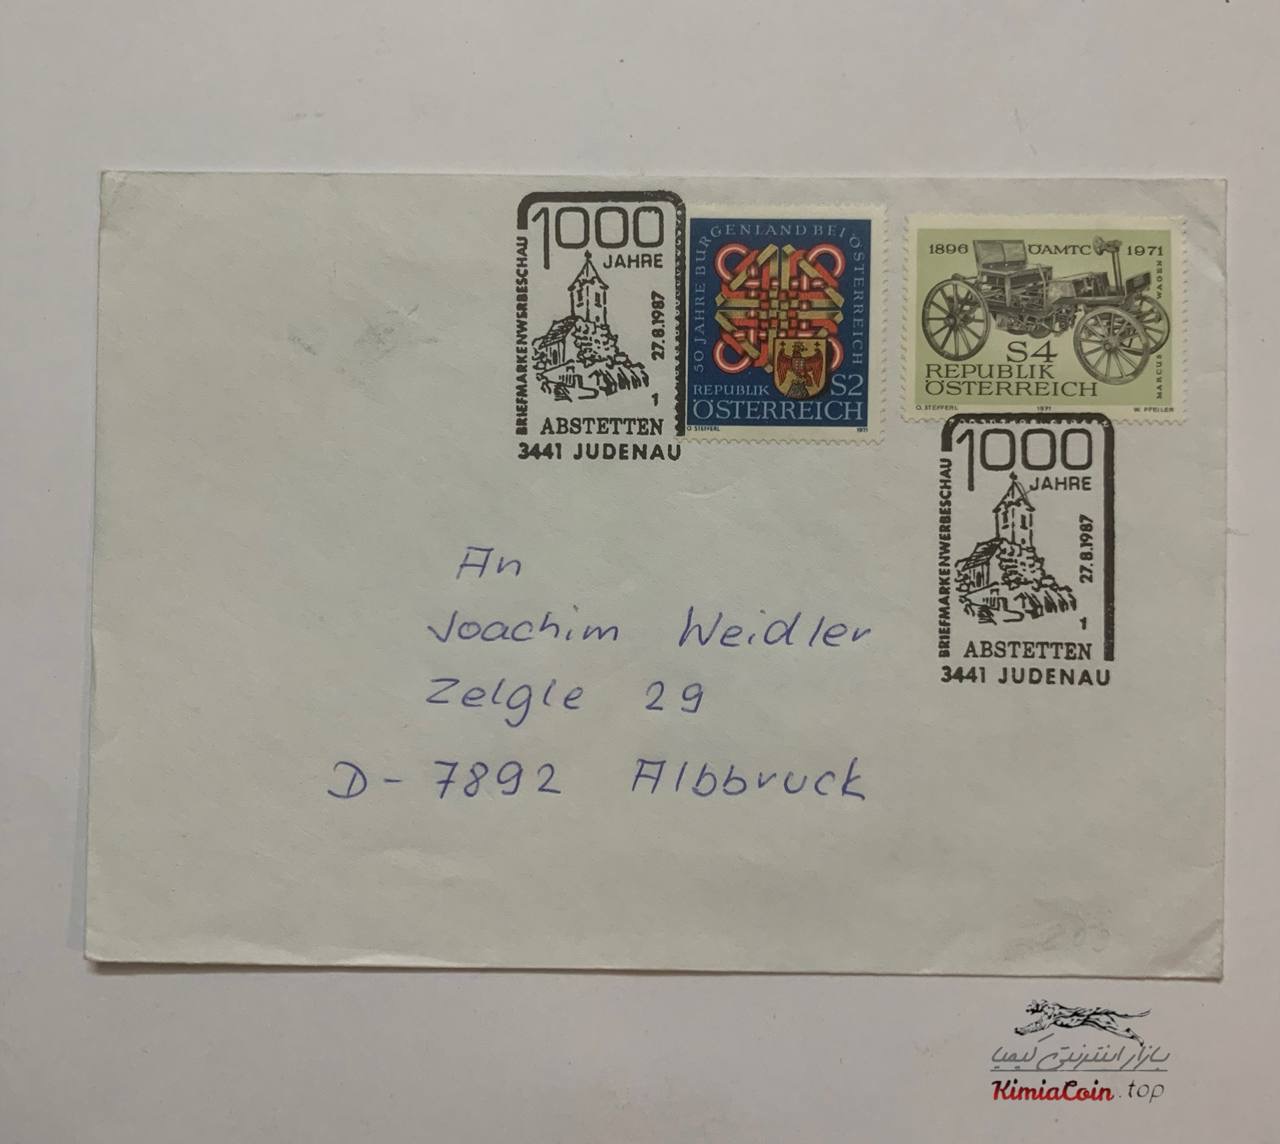 1000
JAHRE
BRIEFMARKENWERBESCHAU
27.8.1987
1
ABSTETTEN
3441 JUDENAU
50 JAHRE BURGENLAND BEI ÖSTERREICH
REPUBLIK S2
ÖSTERREICH
O. STEFFERL 1971
1896 ÖAMTC 1971
MARCUS WAGEN
S4
REPUBLIK
ÖSTERREICH
O. STEFFERL 1971 W. PFEILER
1000
JAHRE
BRIEFMARKENWERBESCHAU
27.8.1987
1
ABSTETTEN
3441 JUDENAU
An
Joachim Weidler
Zelgle 29
D- 7892 Albbruck
بازار اینترنتی کیمیا
KimiaCoin.top